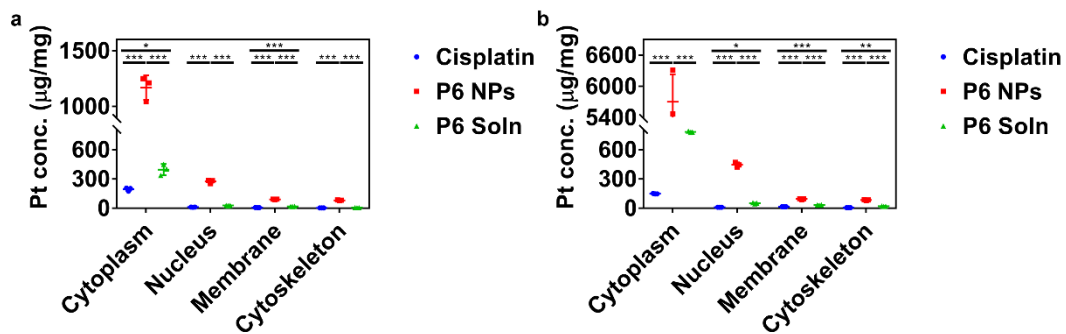 a
Pt conc. (µg/mg)
1500
1000
600
300
0
* ***
*** *** *** *** *** *** *** ***
Cytoplasm
Nucleus
Membrane
Cytoskeleton
Cisplatin
P6 NPs
P6 Soln
b
Pt conc. (µg/mg)
6600
6000
5400
600
300
0
* *** **
*** *** *** *** *** *** *** ***
Cytoplasm
Nucleus
Membrane
Cytoskeleton
Cisplatin
P6 NPs
P6 Soln